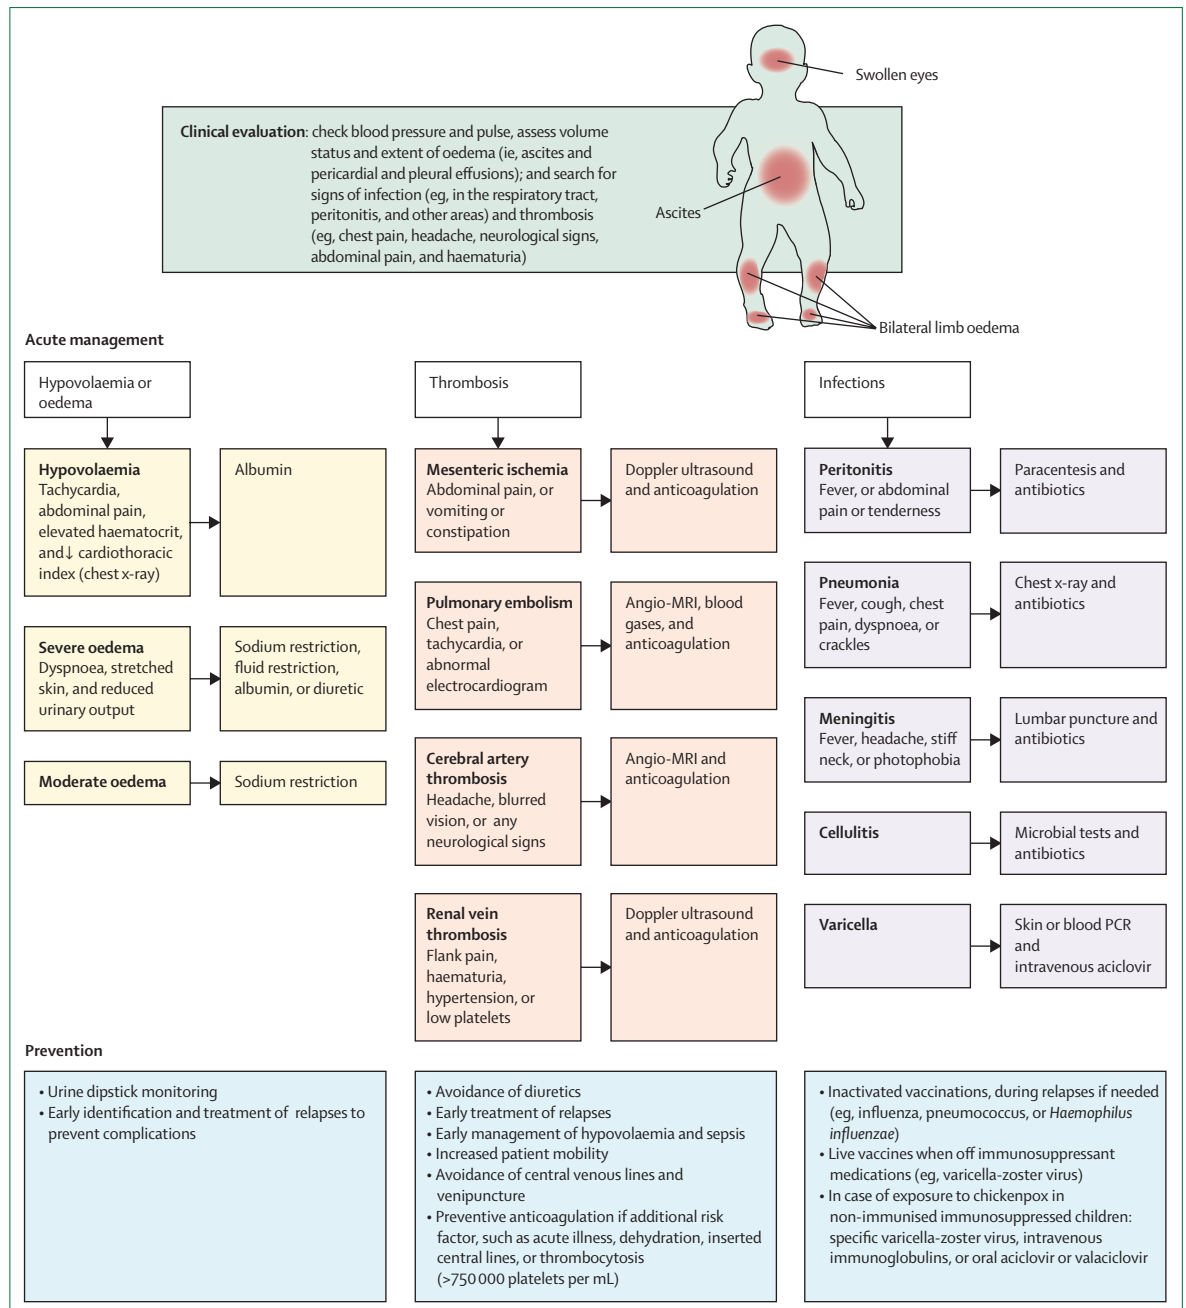 Swollen eyes
Clinical evaluation: check blood pressure and pulse, assess volume
status and extent of oedema (ie, ascites and
pericardial and pleural effusions); and search for
signs of infection (eg, in the respiratory tract,
peritonitis, and other areas) and thrombosis
(eg, chest pain, headache, neurological signs,
abdominal pain, and haematuria)
Ascites
Bilateral limb oedema
Acute management
Hypovolaemia or
oedema
Hypovolaemia
Tachycardia,
abdominal pain,
elevated haematocrit,
and↓ cardiothoracic
index (chest x-ray)
Albumin
Severe oedema
Dyspnoea, stretched
skin, and reduced
urinary output
Sodium restriction,
fluid restriction,
albumin, or diuretic
Moderate oedema
Sodium restriction
Thrombosis
Mesenteric ischemia
Abdominal pain, or
vomiting or
constipation
Doppler ultrasound
and anticoagulation
Pulmonary embolism
Chest pain,
tachycardia, or
abnormal
electrocardiogram
Angio-MRI, blood
gases, and
anticoagulation
Cerebral artery
thrombosis
Headache, blurred
vision, or any
neurological signs
Angio-MRI and
anticoagulation
Renal vein
thrombosis
Flank pain,
haematuria,
hypertension, or
low platelets
Doppler ultrasound
and anticoagulation
Infections
Peritonitis
Fever, or abdominal
pain or tenderness
Paracentesis and
antibiotics
Pneumonia
Fever, cough, chest
pain, dyspnoea, or
crackles
Chest x-ray and
antibiotics
Meningitis
Fever, headache, stiff
neck, or photophobia
Lumbar puncture and
antibiotics
Cellulitis
Microbial tests and
antibiotics
Varicella
Skin or blood PCR
and
intravenous aciclovir
Prevention
• Urine dipstick monitoring
• Early identification and treatment of relapses to
prevent complications
• Avoidance of diuretics
• Early treatment of relapses
• Early management of hypovolaemia and sepsis
• Increased patient mobility
• Avoidance of central venous lines and
venipuncture
• Preventive anticoagulation if additional risk
factor, such as acute illness, dehydration, inserted
central lines, or thrombocytosis
(>750 000 platelets per mL)
• Inactivated vaccinations, during relapses if needed
(eg, influenza, pneumococcus, or Haemophilus
influenzae)
• Live vaccines when off immunosuppressant
medications (eg, varicella-zoster virus)
• In case of exposure to chickenpox in
non-immunised immunosuppressed children:
specific varicella-zoster virus, intravenous
immunoglobulins, or oral aciclovir or valaciclovir